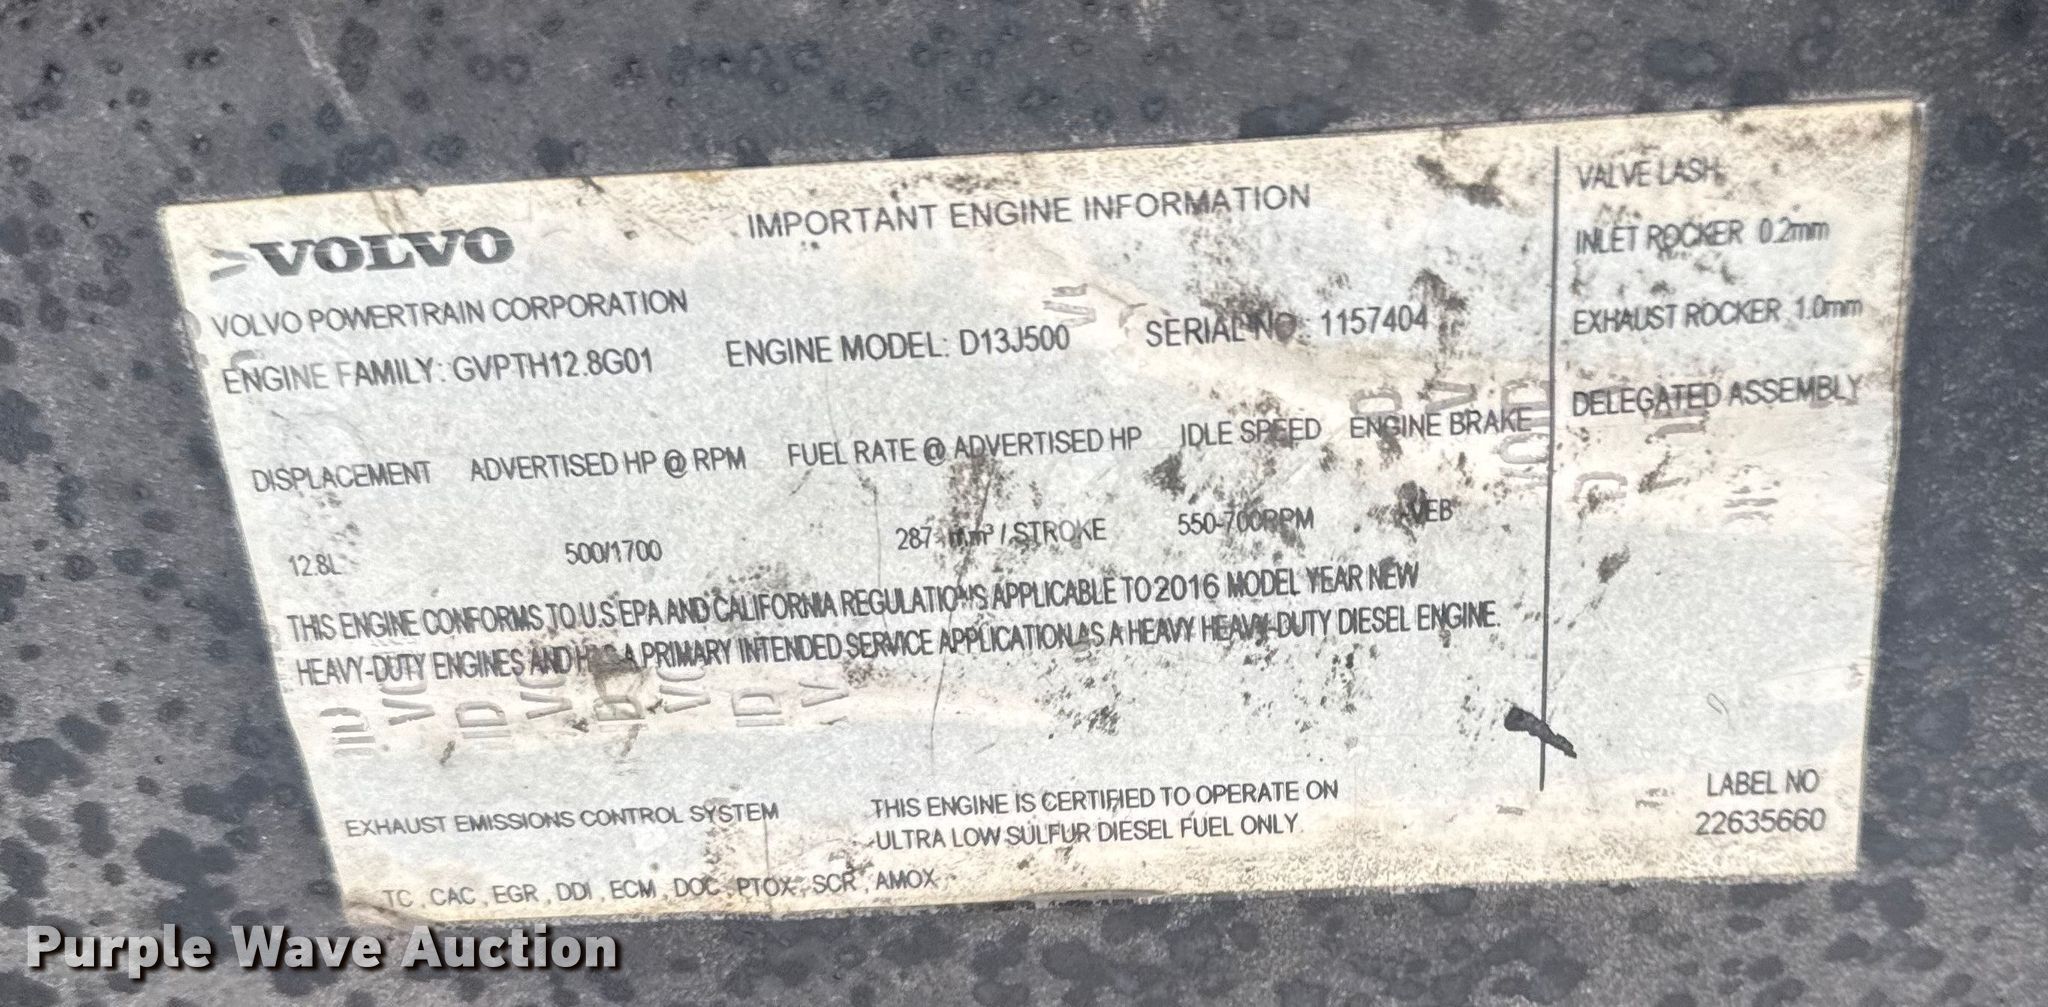 VOLVO
IMPORTANT ENGINE INFORMATION
VOLVO POWERTRAIN CORPORATION
ENGINE FAMILY: GVPTH12.8G01 ENGINE MODEL: D13J500 SERIAL NO: 1157404
DISPLACEMENT ADVERTISED HP @ RPM FUEL RATE @ ADVERTISED HP IDLE SPEED ENGINE BRAKE
12.8L 500/1700 287 mm³ / STROKE 550-700RPM VEB
THIS ENGINE CONFORMS TO U.S EPA AND CALIFORNIA REGULATIONS APPLICABLE TO 2016 MODEL YEAR NEW
HEAVY-DUTY ENGINES AND HAS A PRIMARY INTENDED SERVICE APPLICATION AS A HEAVY HEAVY-DUTY DIESEL ENGINE.
EXHAUST EMISSIONS CONTROL SYSTEM
TC , CAC , EGR , DDI , ECM , DOC , PTOX , SCR , AMOX
THIS ENGINE IS CERTIFIED TO OPERATE ON
ULTRA LOW SULFUR DIESEL FUEL ONLY
VALVE LASH
INLET ROCKER 0.2mm
EXHAUST ROCKER 1.0mm
DELEGATED ASSEMBLY
LABEL NO
22635660
Purple Wave Auction